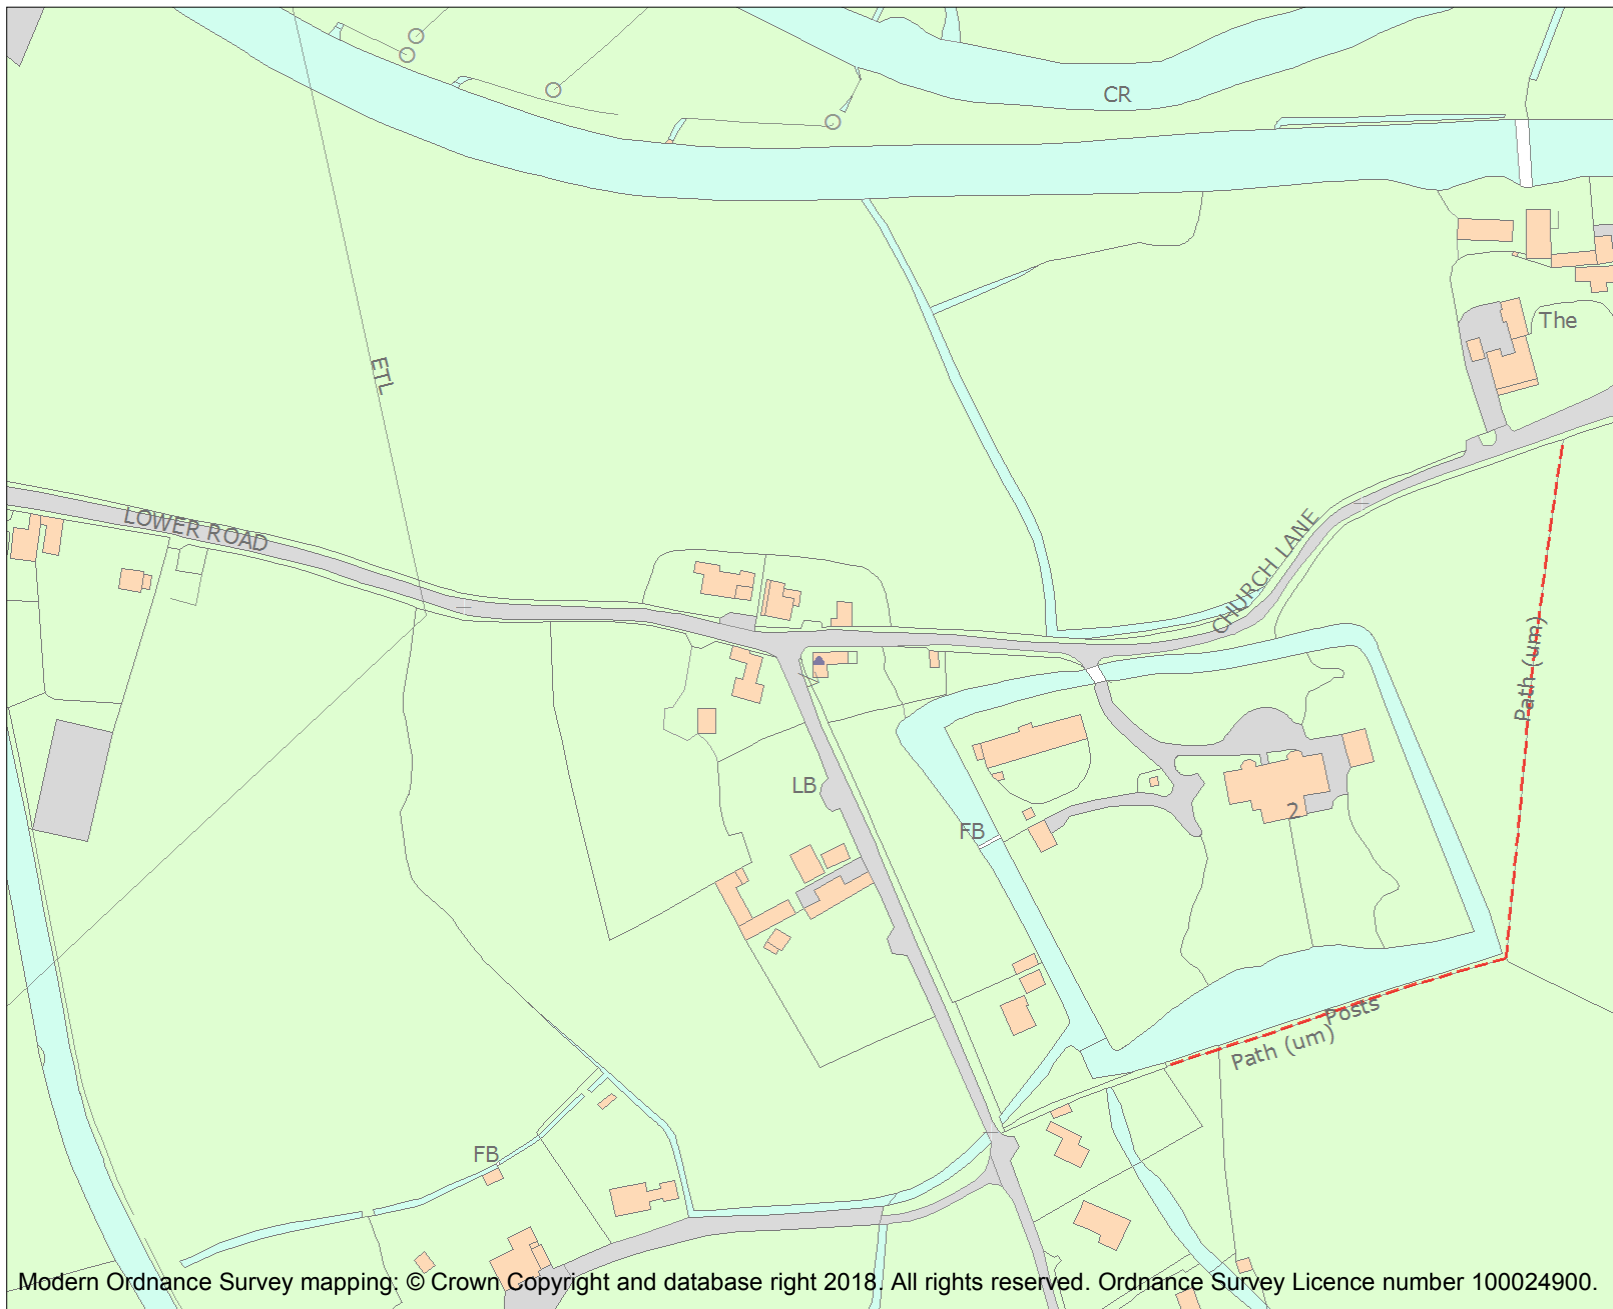 CR
The
ETL
LOWER ROAD
CHURCH LANE
Path (um)
LB
2
FB
Posts
Path (um)
FB
Modern Ordnance Survey mapping: © Crown Copyright and database right 2018. All rights reserved. Ordnance Survey Licence number 100024900.